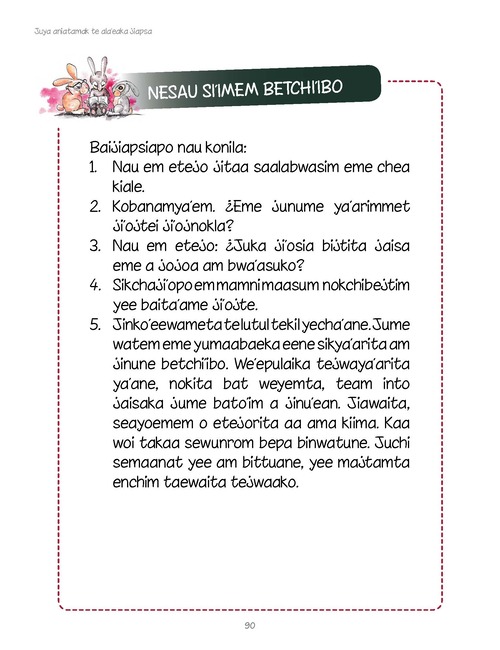 Juya aniatamak te ala'eaka jiapsa
NESAU SI'IMEM BETCHI'IBO
Baijiapsiapo nau konila:
1. Nau em etejo jitaa saalabwasim eme chea
kiale.
2. Kobanamya'em. ¿Eme junume ya'arimmet
ji'ojtei ji'ojnokla?
3. Nau em etejo: ¿Juka ji'osia bijtita jaisa
eme a jojoa am bwa'asuko?
4. Sikchaji'opo em mamni maasum nokchibejtim
yee baita'ame ji'ojte.
5. Jinko'eewameta te lutul tekil yecha'ane. Jume
watem eme yumaabaeka eene sikya'arita am
jinune betchi'ibo. We'epulaika tejwaya'arita
ya'ane, nokita bat weyemta, team into
jaisaka jume bato'im a jinu'ean. Jiawaita,
seayoemem o etejorita aa ama kiima. Kaa
woi takaa sewunrom bepa binwatune. Juchi
semaanat yee am bittuane, yee majtamta
enchim taewaita tejwaako.
90